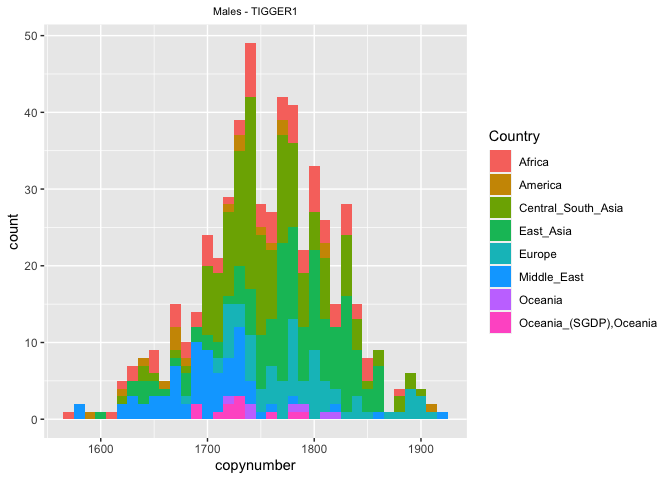 Males - TIGGER1
50
40
30
20
10
0
count
1600 1700 1800 1900
copynumber
Country
Africa
America
Central_South_Asia
East_Asia
Europe
Middle_East
Oceania
Oceania_(SGDP),Oceania